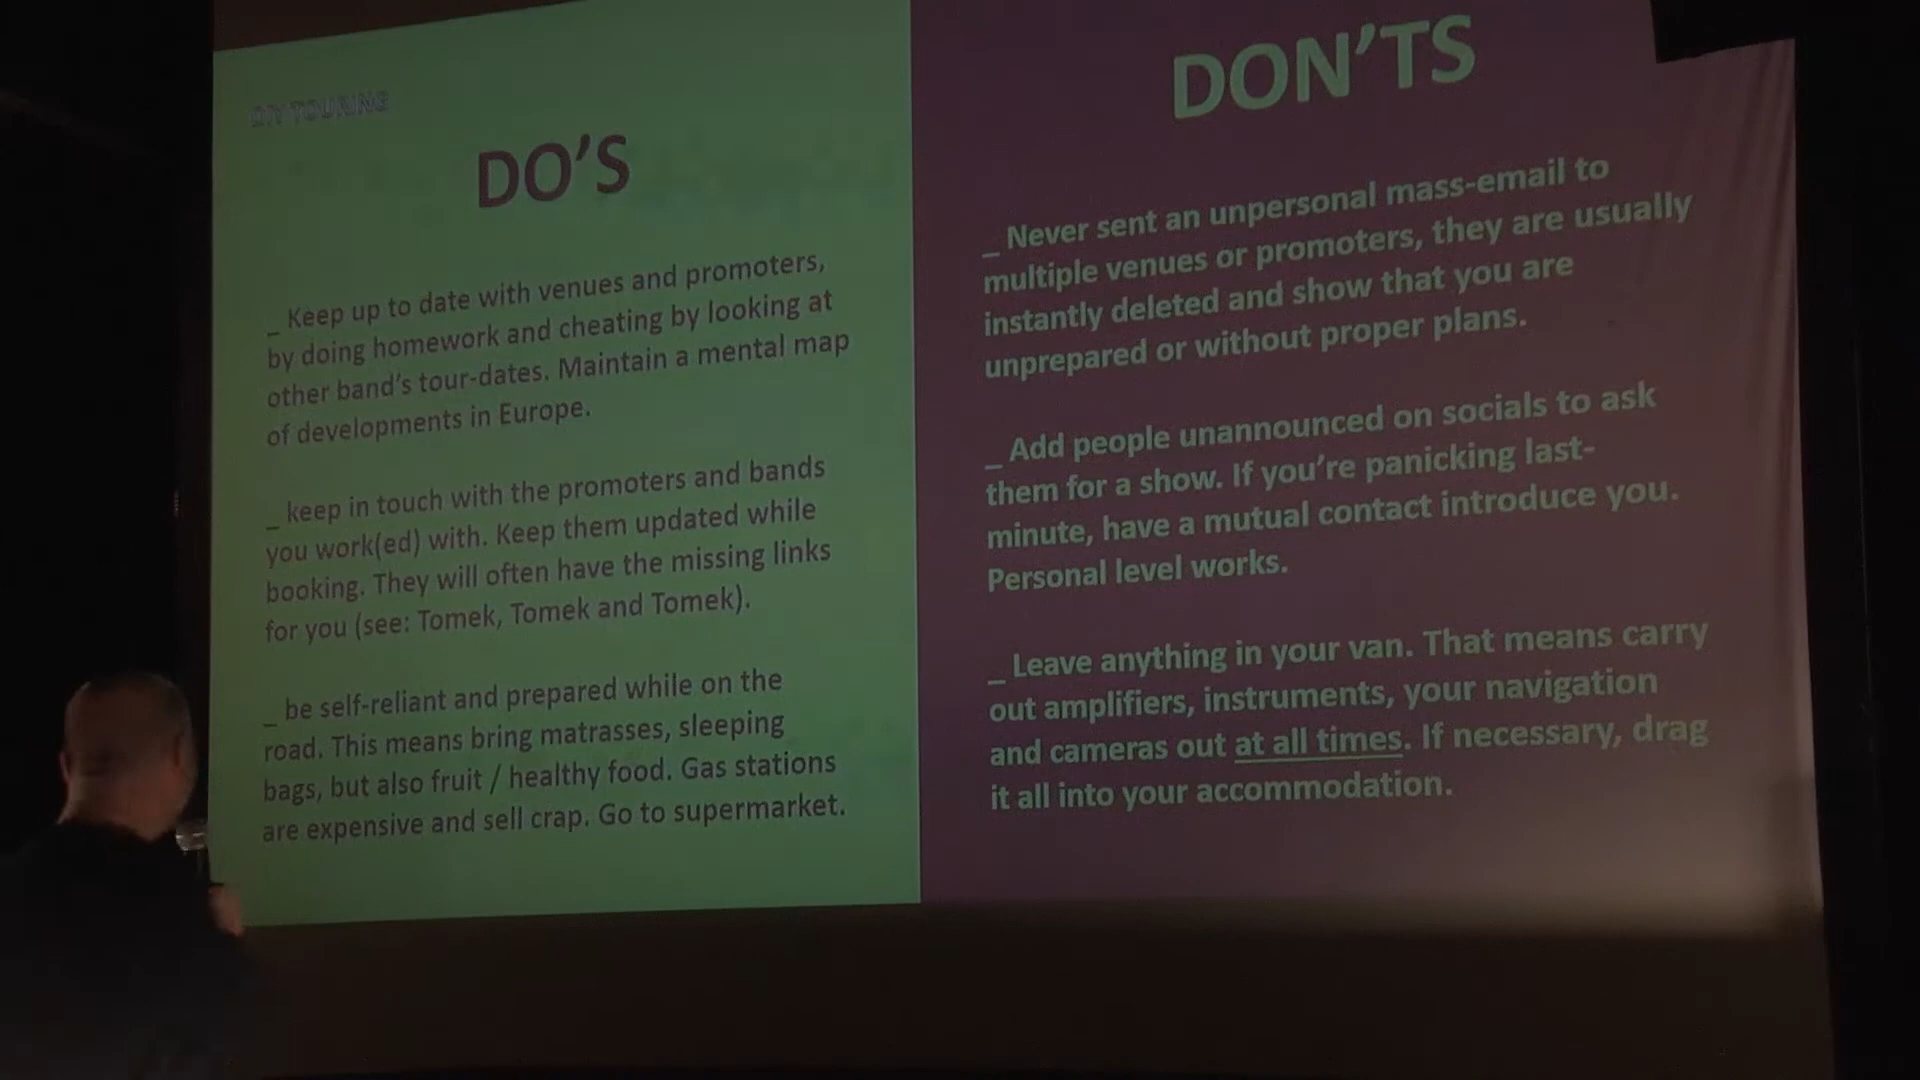 DIY TOURING
DO'S
_ Keep up to date with venues and promoters,
by doing homework and cheating by looking at
other band's tour-dates. Maintain a mental map
of developments in Europe.
_ keep in touch with the promoters and bands
you work(ed) with. Keep them updated while
booking. They will often have the missing links
for you (see: Tomek, Tomek and Tomek).
_ be self-reliant and prepared while on the
road. This means bring matrasses, sleeping
bags, but also fruit / healthy food. Gas stations
are expensive and sell crap. Go to supermarket.
DON'TS
_ Never sent an unpersonal mass-email to
multiple venues or promoters, they are usually
instantly deleted and show that you are
unprepared or without proper plans.
_ Add people unannounced on socials to ask
them for a show. If you're panicking last-
minute, have a mutual contact introduce you.
Personal level works.
_ Leave anything in your van. That means carry
out amplifiers, instruments, your navigation
and cameras out at all times. If necessary, drag
it all into your accommodation.